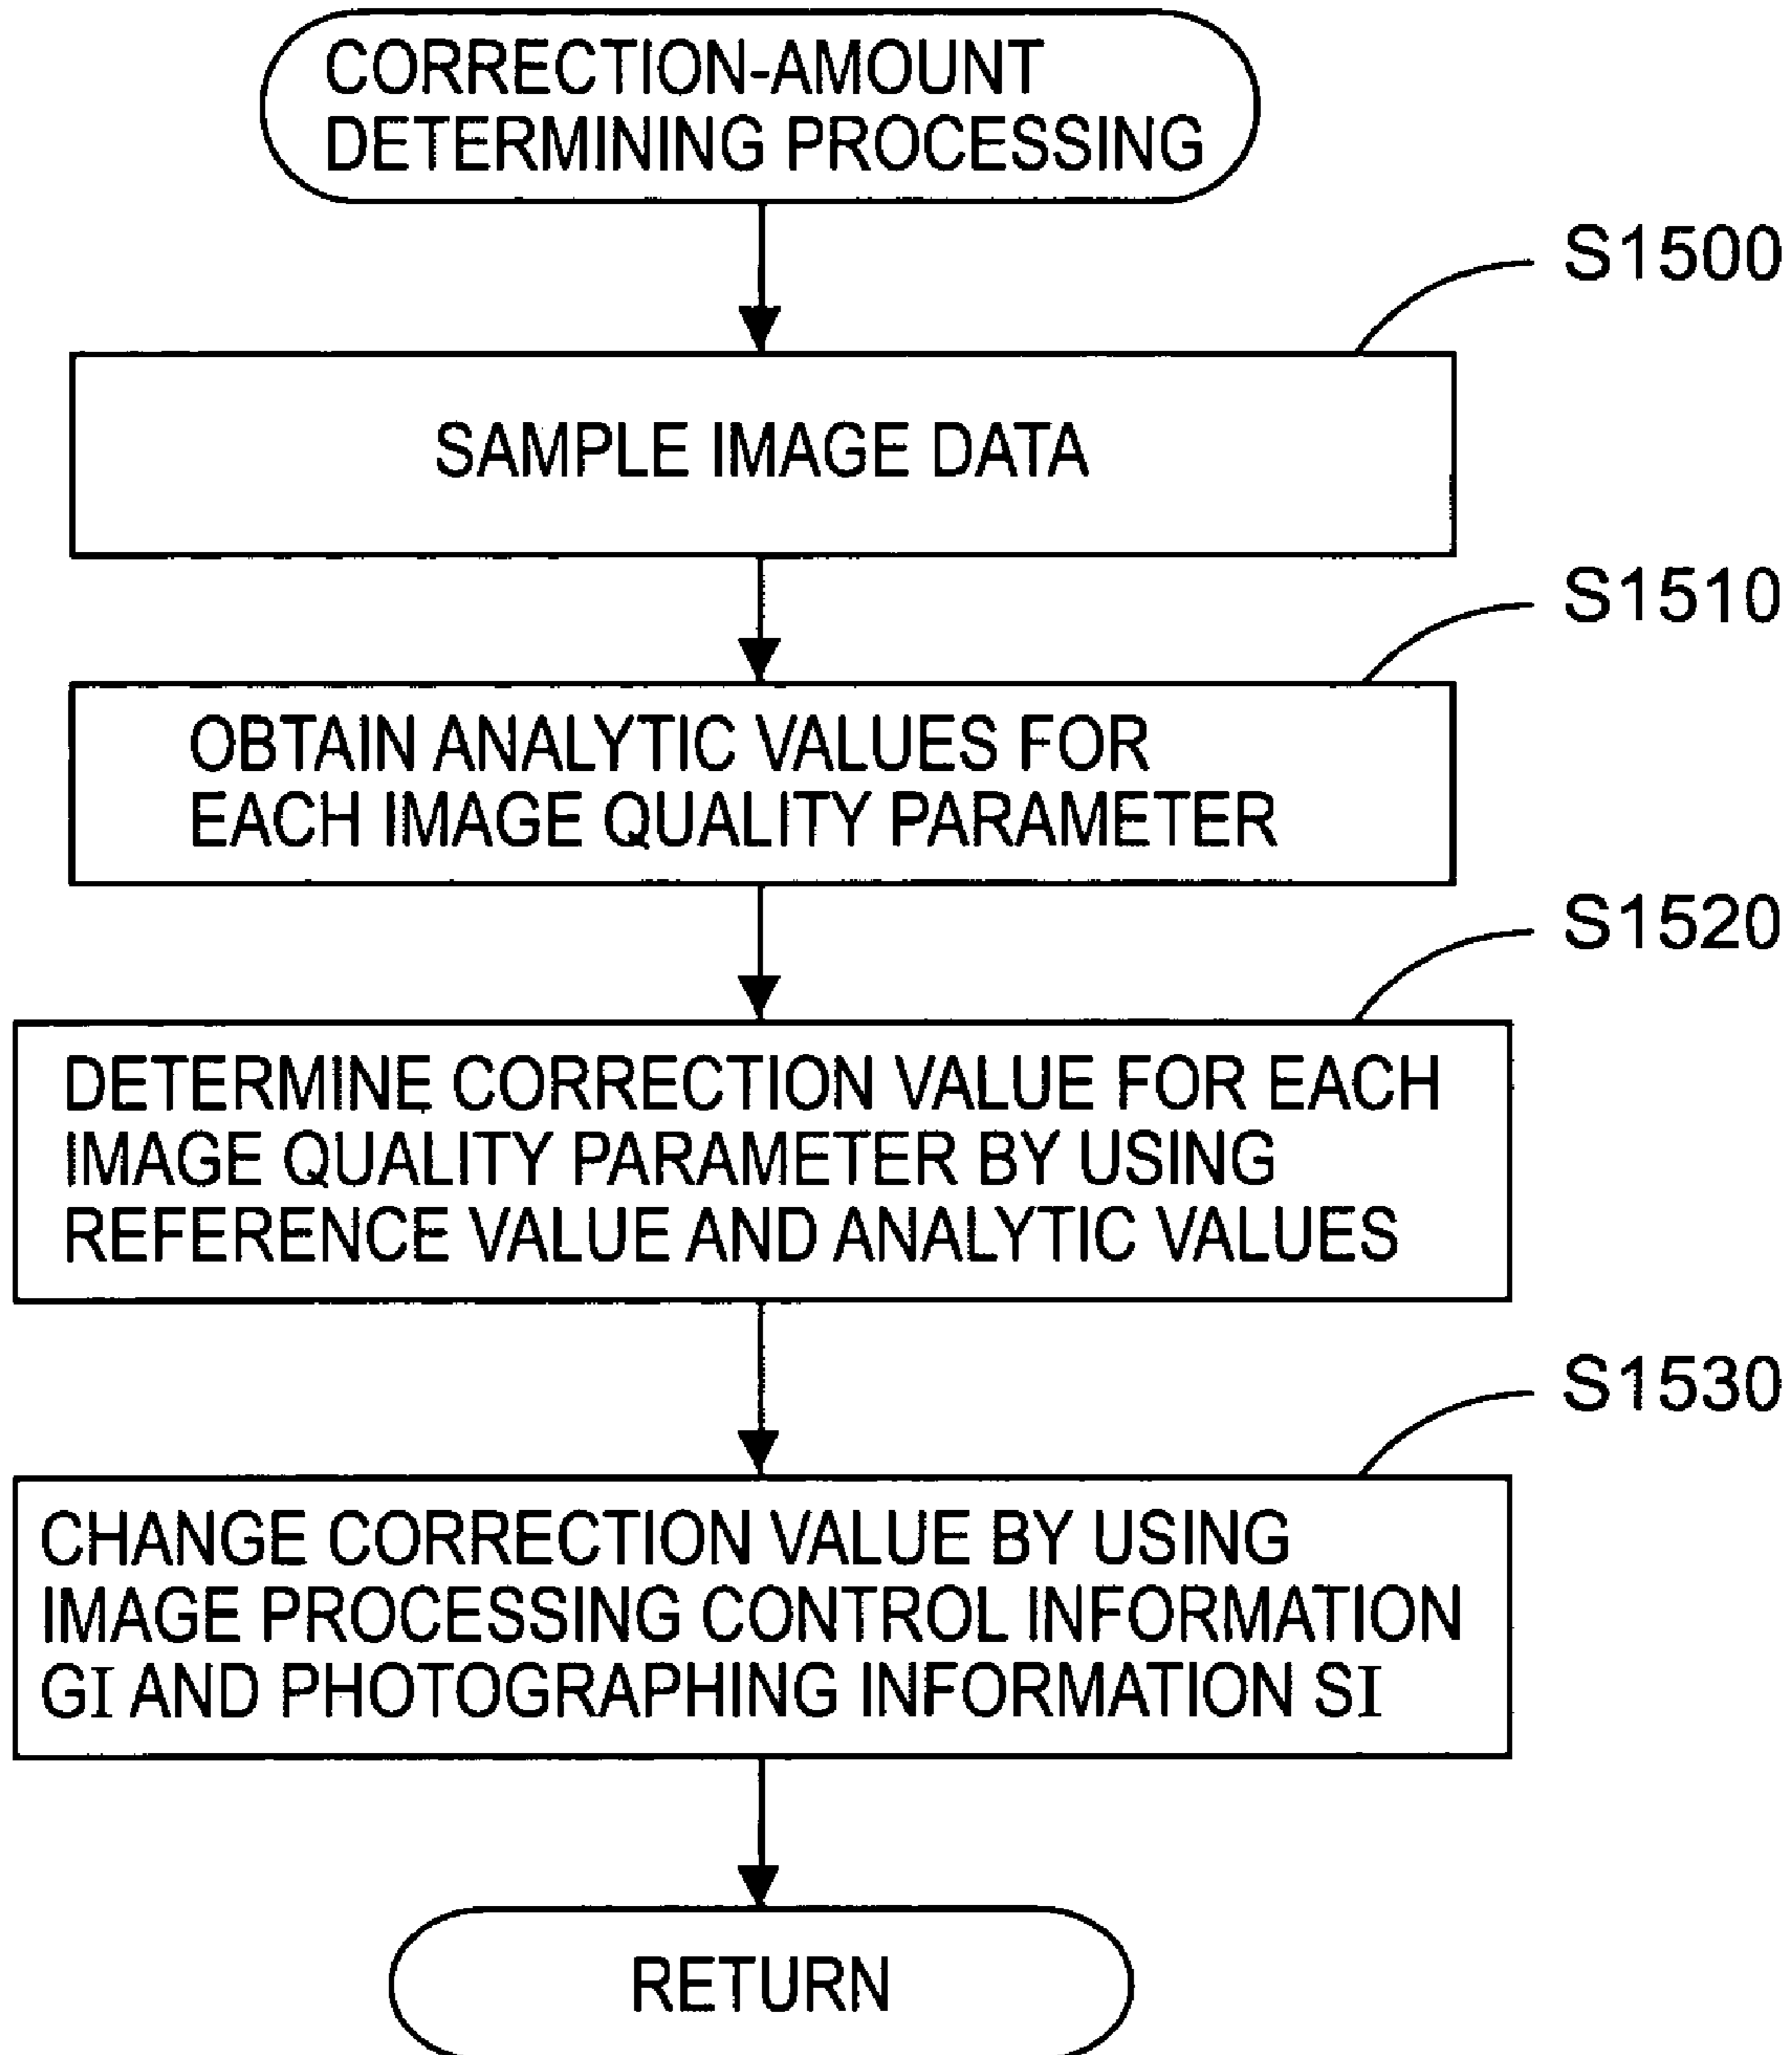 CORRECTION-AMOUNT
DETERMINING PROCESSING
S1500
SAMPLE IMAGE DATA
S1510
OBTAIN ANALYTIC VALUES FOR
EACH IMAGE QUALITY PARAMETER
S1520
DETERMINE CORRECTION VALUE FOR EACH
IMAGE QUALITY PARAMETER BY USING
REFERENCE VALUE AND ANALYTIC VALUES
S1530
CHANGE CORRECTION VALUE BY USING
IMAGE PROCESSING CONTROL INFORMATION
GI AND PHOTOGRAPHING INFORMATION SI
RETURN